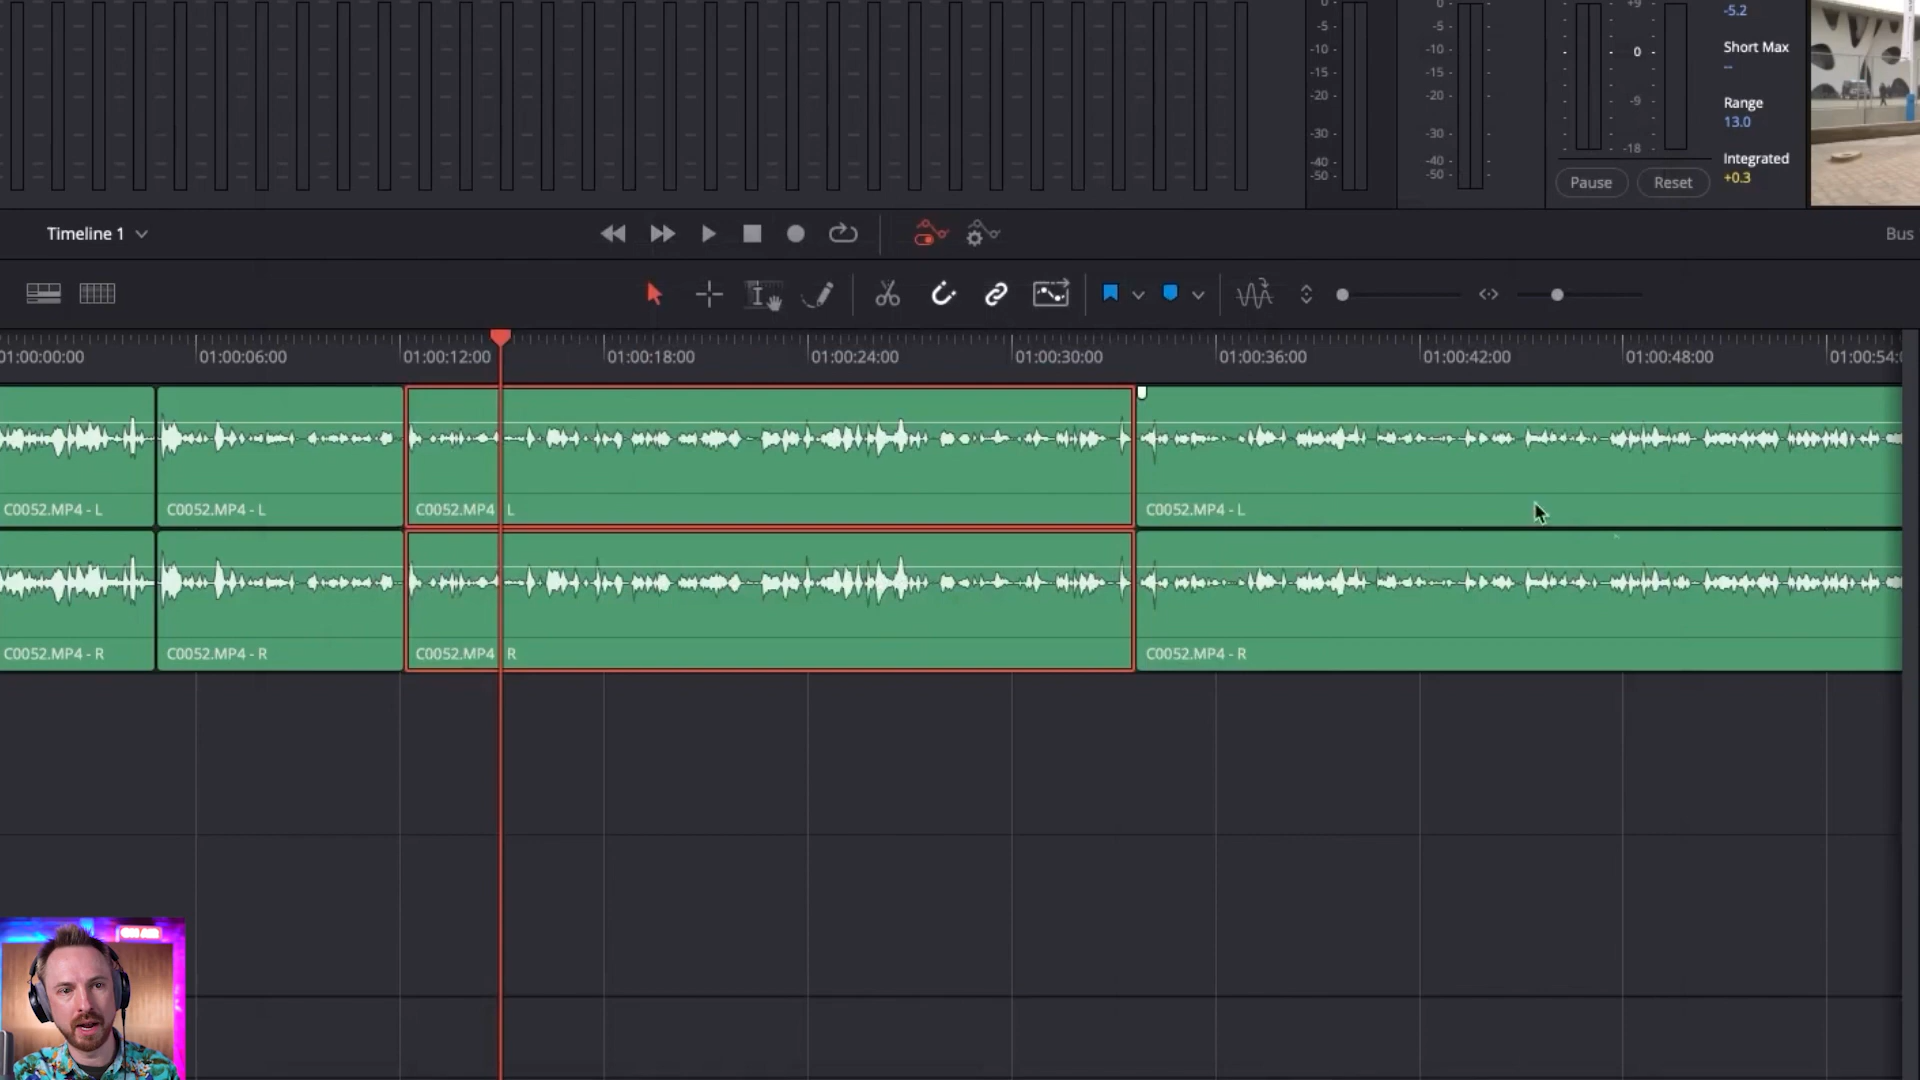 0
-5
-10
-15
-20
-30
-40
-50
0
-5
-10
-15
-20
-30
-40
-50
+9
0
-9
-18
Pause
Reset
-5.2
Short Max
--
Range
13.0
Integrated
+0.3
Timeline 1
Bus
01:00:00:00
01:00:06:00
01:00:12:00
01:00:18:00
01:00:24:00
01:00:30:00
01:00:36:00
01:00:42:00
01:00:48:00
01:00:54:0
C0052.MP4 - L
C0052.MP4 - L
C0052.MP4 L
C0052.MP4 - L
C0052.MP4 - R
C0052.MP4 - R
C0052.MP4 R
C0052.MP4 - R
ON AIR